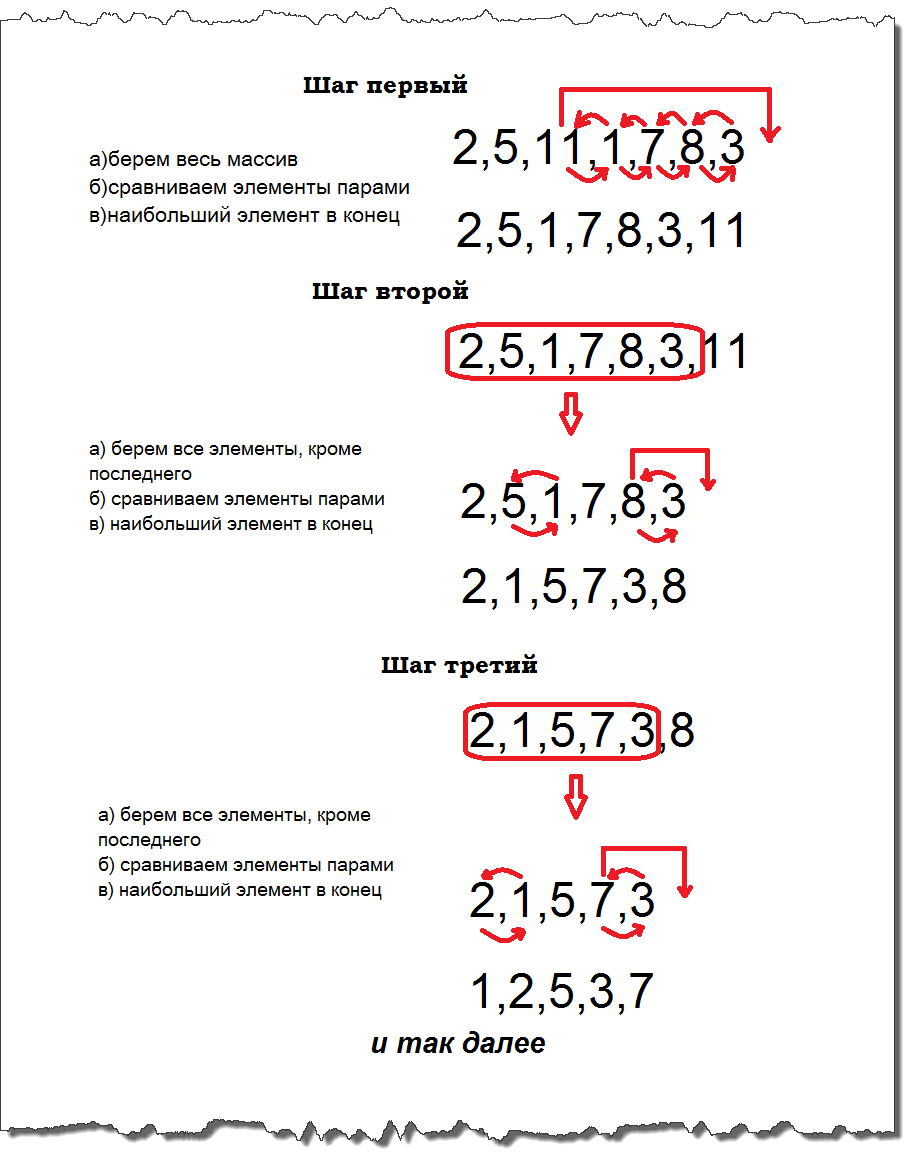 Шаг первый
2,5,11,1,7,8,3
а)берем весь массив
б)сравниваем элементы парами
в)наибольший элемент в конец
2,5,1,7,8,3,11
Шаг второй
2,5,1,7,8,3,11
а) берем все элементы, кроме
последнего
б) сравниваем элементы парами
в) наибольший элемент в конец
2,5,1,7,8,3
2,1,5,7,3,8
Шаг третий
2,1,5,7,3,8
а) берем все элементы, кроме
последнего
б) сравниваем элементы парами
в) наибольший элемент в конец
2,1,5,7,3
1,2,5,3,7
и так далее